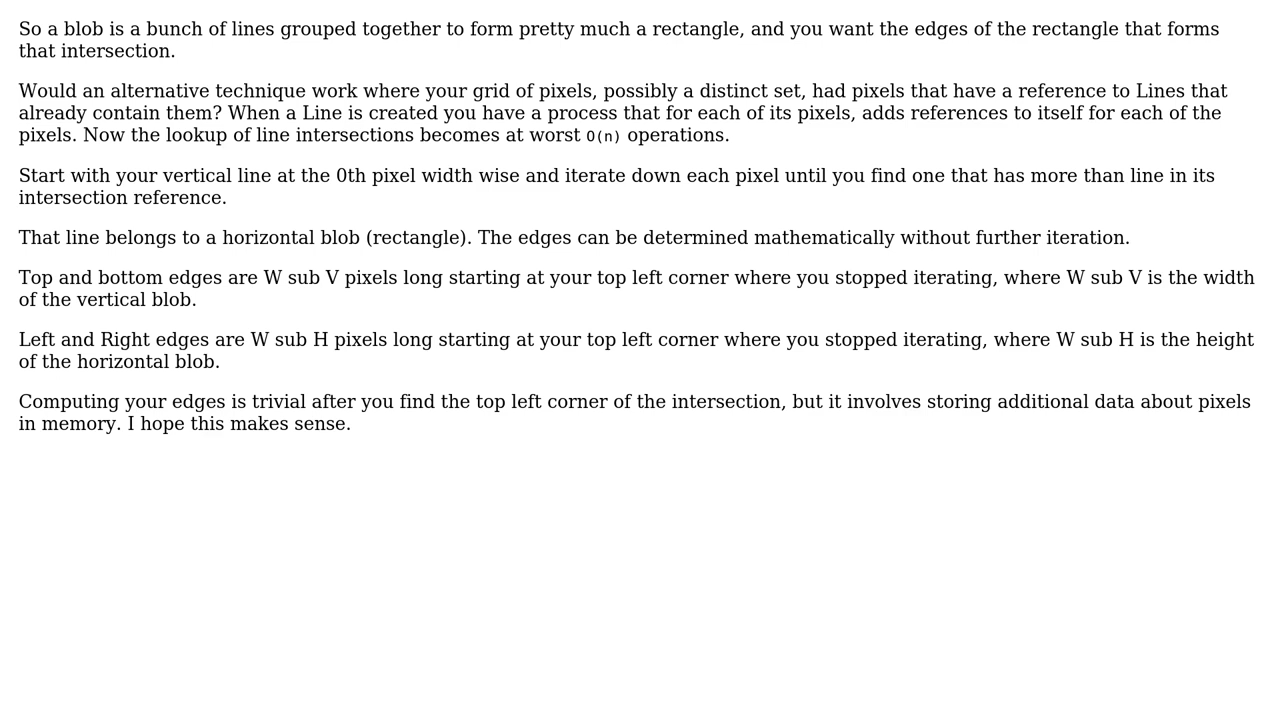 So a blob is a bunch of lines grouped together to form pretty much a rectangle, and you want the edges of the rectangle that forms
that intersection.
Would an alternative technique work where your grid of pixels, possibly a distinct set, had pixels that have a reference to Lines that
already contain them? When a Line is created you have a process that for each of its pixels, adds references to itself for each of the
pixels. Now the lookup of line intersections becomes at worst O(n) operations.
Start with your vertical line at the 0th pixel width wise and iterate down each pixel until you find one that has more than line in its
intersection reference.
That line belongs to a horizontal blob (rectangle). The edges can be determined mathematically without further iteration.
Top and bottom edges are W sub V pixels long starting at your top left corner where you stopped iterating, where W sub V is the width
of the vertical blob.
Left and Right edges are W sub H pixels long starting at your top left corner where you stopped iterating, where W sub H is the height
of the horizontal blob.
Computing your edges is trivial after you find the top left corner of the intersection, but it involves storing additional data about pixels
in memory. I hope this makes sense.